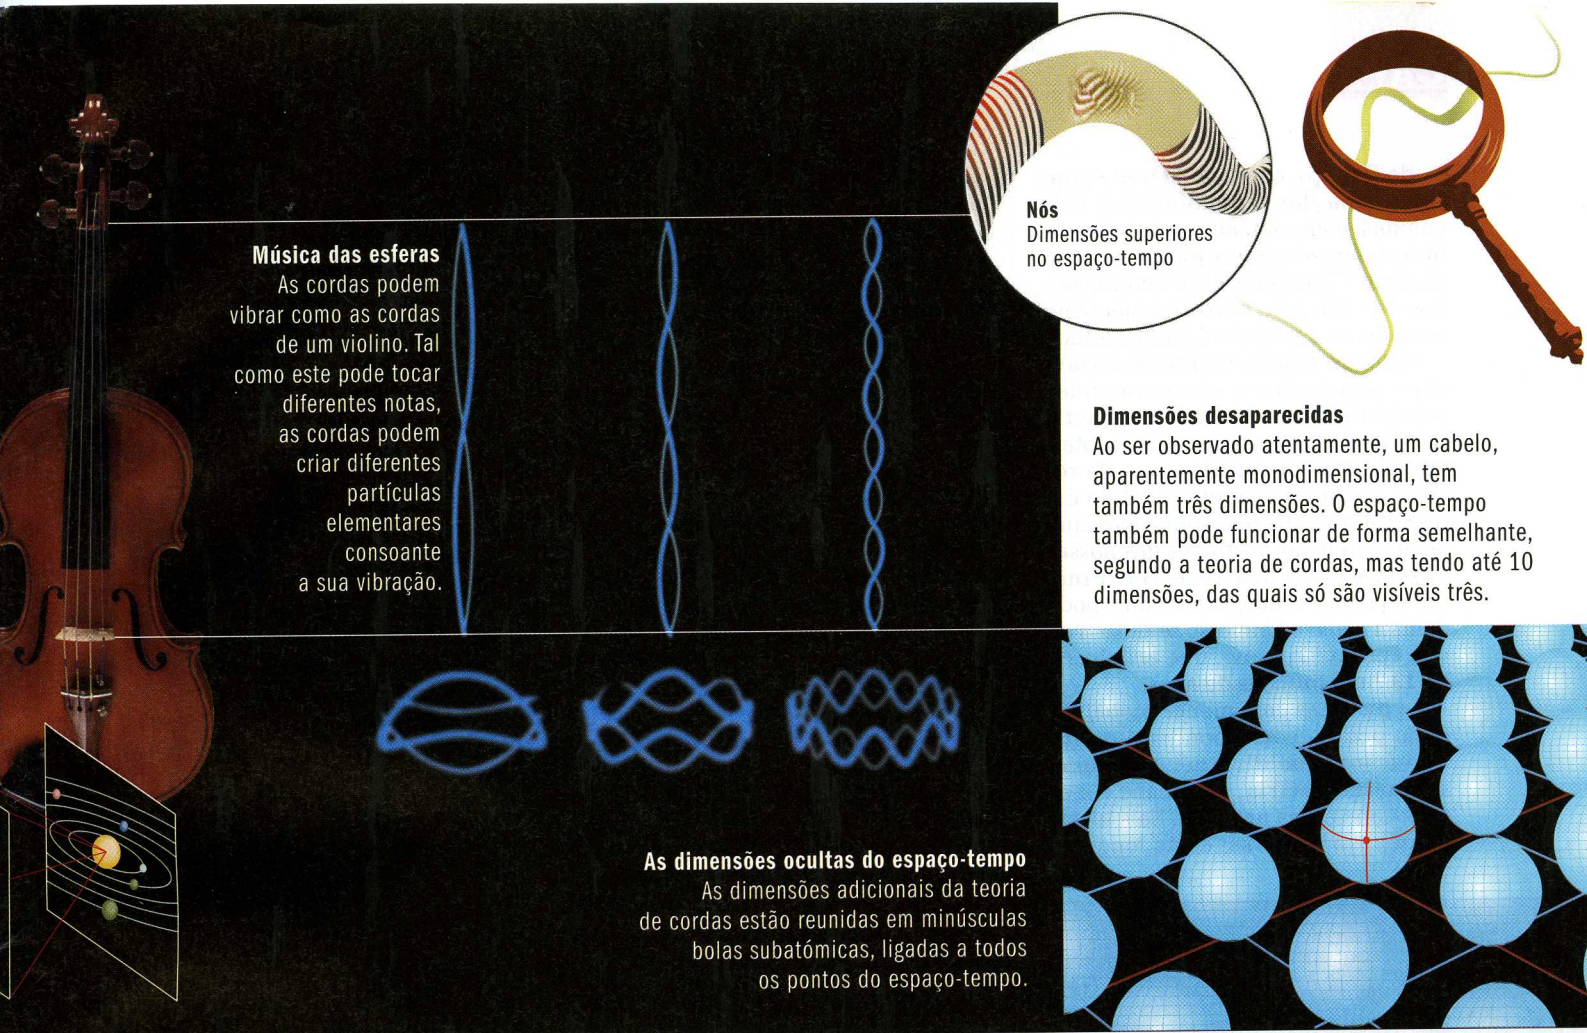 Música das esferas
As cordas podem
vibrar como as cordas
de um violino. Tal
como este pode tocar
diferentes notas,
as cordas podem
criar diferentes
partículas
elementares
consoante
a sua vibração.
Nós
Dimensões superiores
no espaço-tempo
Dimensões desaparecidas
Ao ser observado atentamente, um cabelo,
aparentemente monodimensional, tem
também três dimensões. O espaço-tempo
também pode funcionar de forma semelhante,
segundo a teoria de cordas, mas tendo até 10
dimensões, das quais só são visíveis três.
As dimensões ocultas do espaço-tempo
As dimensões adicionais da teoria
de cordas estão reunidas em minúsculas
bolas subatómicas, ligadas a todos
os pontos do espaço-tempo.